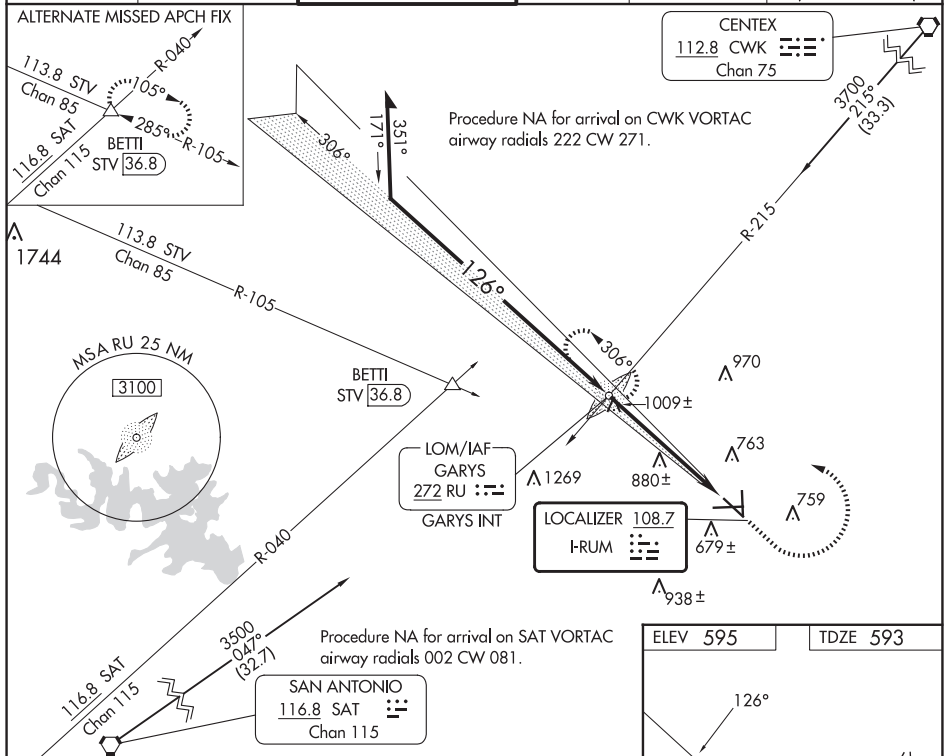 ALTERNATE MISSED APCH FIX
113.8 STV
Chan 85
R-040
105°
285°
R-105
BETTI
STV 36.8
116.8 SAT
Chan 115
CENTEX
112.8 CWK
Chan 75
3700
215°
(33.3)
R-215
Procedure NA for arrival on CWK VORTAC
airway radials 222 CW 271.
306°
171°
351°
126°
1744
113.8 STV
Chan 85
R-105
MSA RU 25 NM
3100
BETTI
STV 36.8
306°
970
1009±
763
LOM/IAF
GARYS
272 RU
GARYS INT
1269
880±
759
LOCALIZER 108.7
I-RUM
679±
938±
R-040
3500
047°
(32.7)
116.8 SAT
Chan 115
Procedure NA for arrival on SAT VORTAC
airway radials 002 CW 081.
SAN ANTONIO
116.8 SAT
Chan 115
ELEV 595
TDZE 593
126°